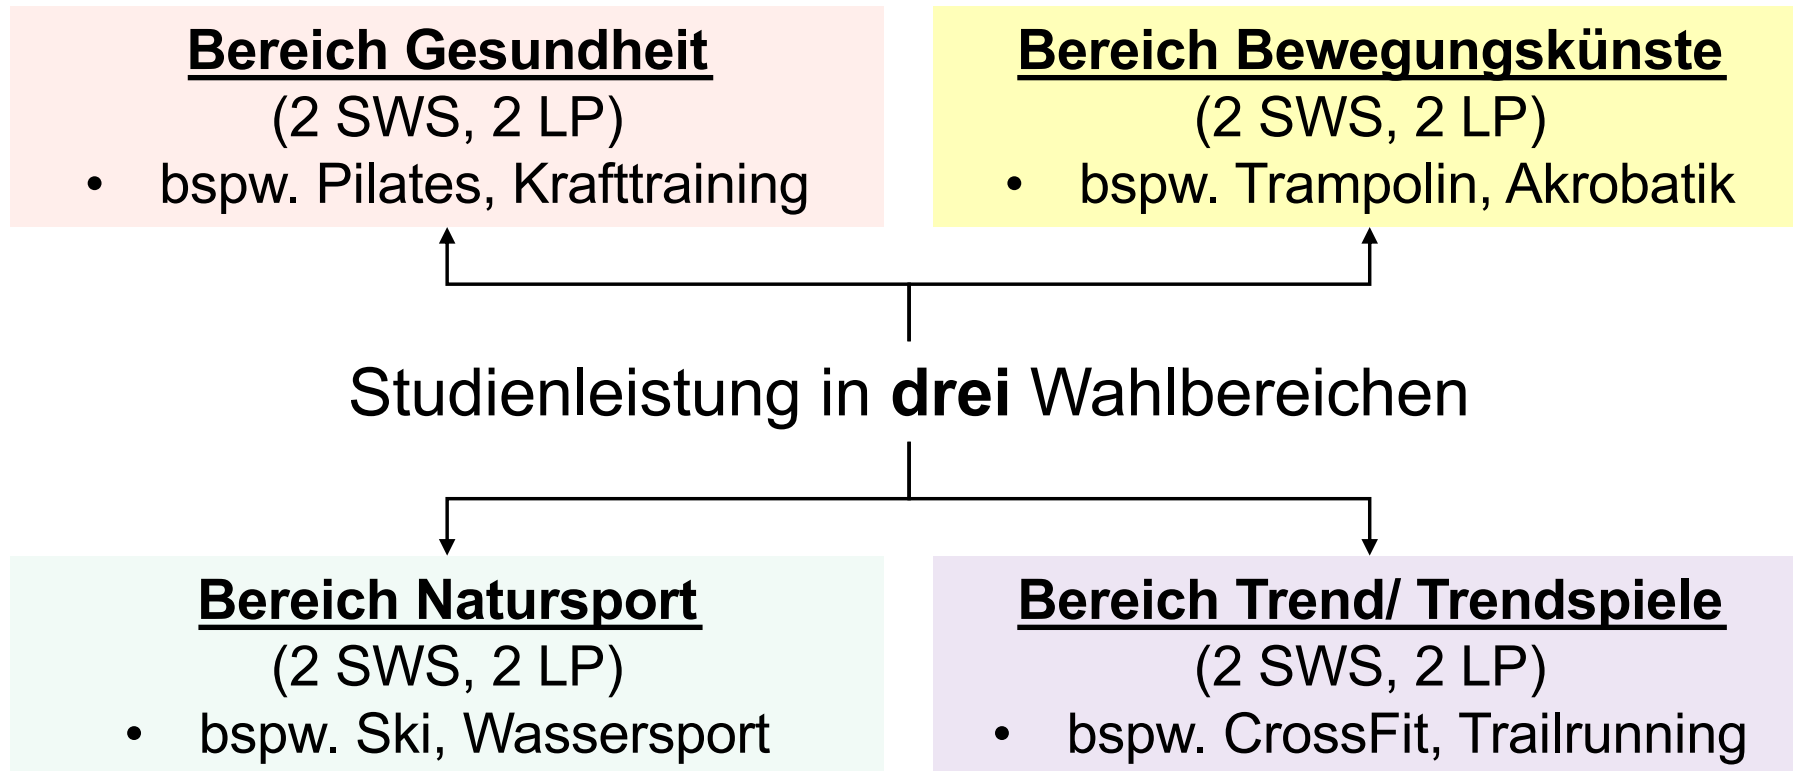 Bereich Gesundheit
(2 SWS, 2 LP)
• bspw. Pilates, Krafttraining
Bereich Bewegungskünste
(2 SWS, 2 LP)
• bspw. Trampolin, Akrobatik
Studienleistung in drei Wahlbereichen
Bereich Natursport
(2 SWS, 2 LP)
• bspw. Ski, Wassersport
Bereich Trend/ Trendspiele
(2 SWS, 2 LP)
• bspw. CrossFit, Trailrunning